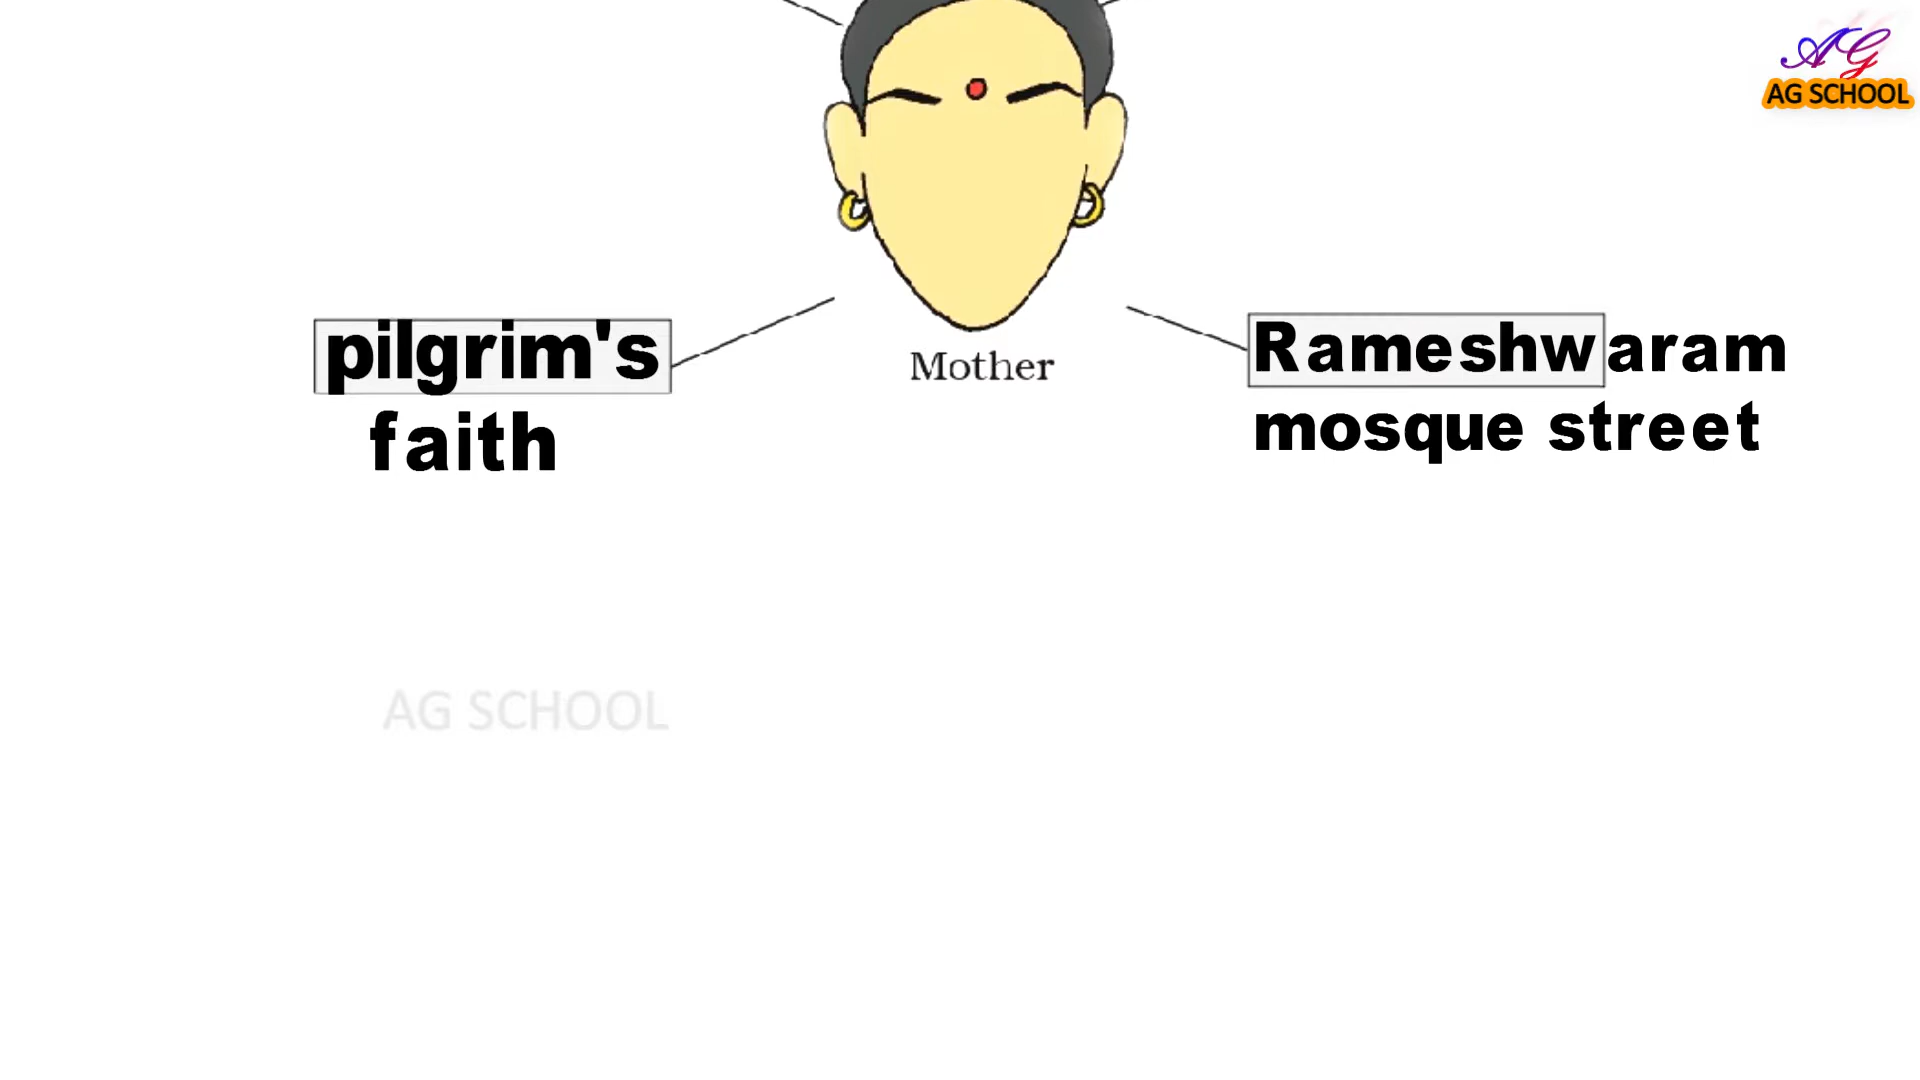 AG
AG SCHOOL
pilgrim's
faith
Mother
Rameshwaram
mosque street
AG SCHOOL